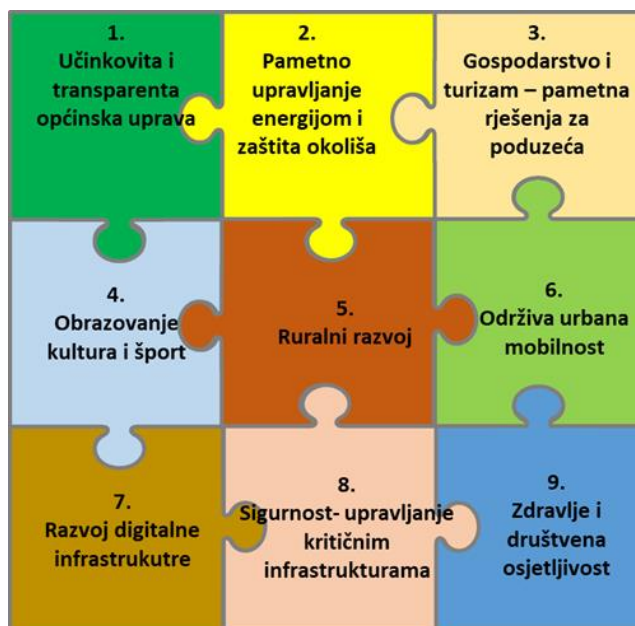 1.
Učinkovita i
transparenta
općinska uprava
2.
Pametno
upravljanje
energijom i
zaštita okoliša
3.
Gospodarstvo i
turizam – pametna
rješenja za
poduzeća
4.
Obrazovanje
kultura i šport
5.
Ruralni razvoj
6.
Održiva urbana
mobilnost
7.
Razvoj digitalne
infrastrukutre
8.
Sigurnost- upravljanje
kritičnim
infrastrukturama
9.
Zdravlje i
društvena
osjetljivost